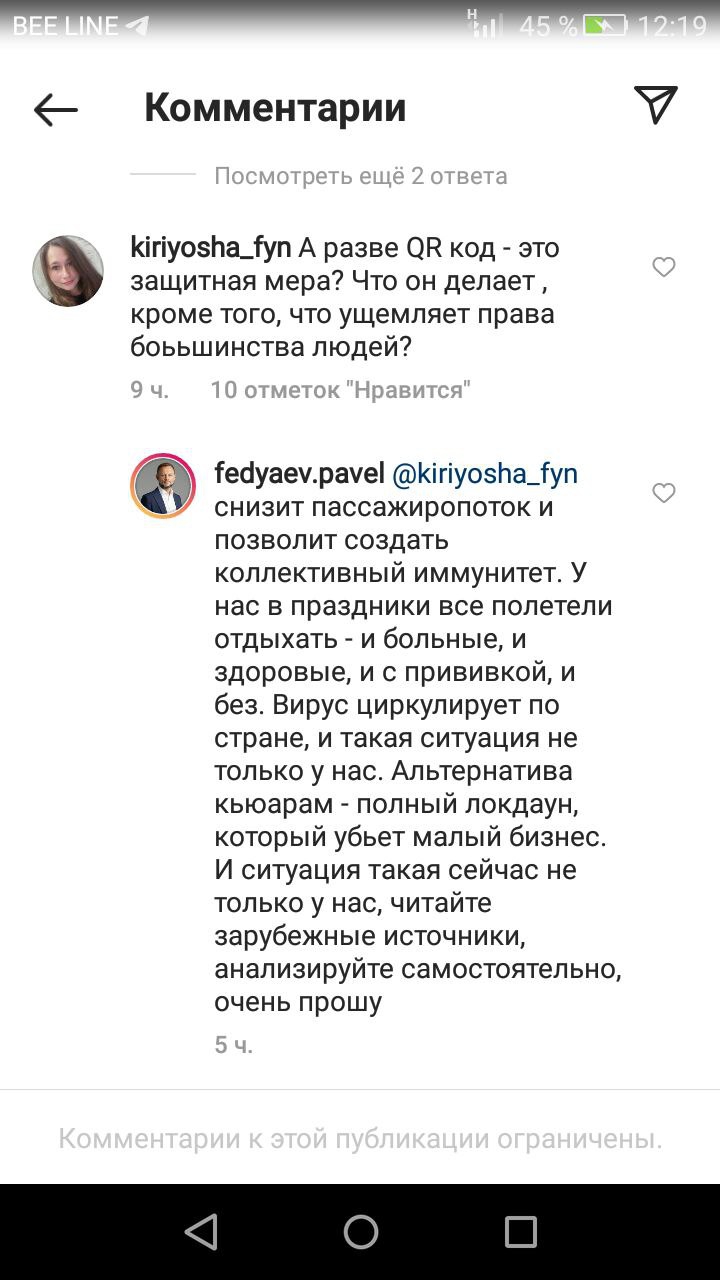 BEE LINE
H
45 %
12:19
Комментарии
Посмотреть ещё 2 ответа
kiriyosha_fyn А разве QR код - это
защитная мера? Что он делает ,
кроме того, что ущемляет права
боььшинства людей?
9 ч. 10 отметок "Нравится"
fedyaev.pavel @kiriyosha_fyn
снизит пассажиропоток и
позволит создать
коллективный иммунитет. У
нас в праздники все полетели
отдыхать - и больные, и
здоровые, и с прививкой, и
без. Вирус циркулирует по
стране, и такая ситуация не
только у нас. Альтернатива
кьюарам - полный локдаун,
который убьет малый бизнес.
И ситуация такая сейчас не
только у нас, читайте
зарубежные источники,
анализируйте самостоятельно,
очень прошу
5 ч.
Комментарии к этой публикации ограничены.